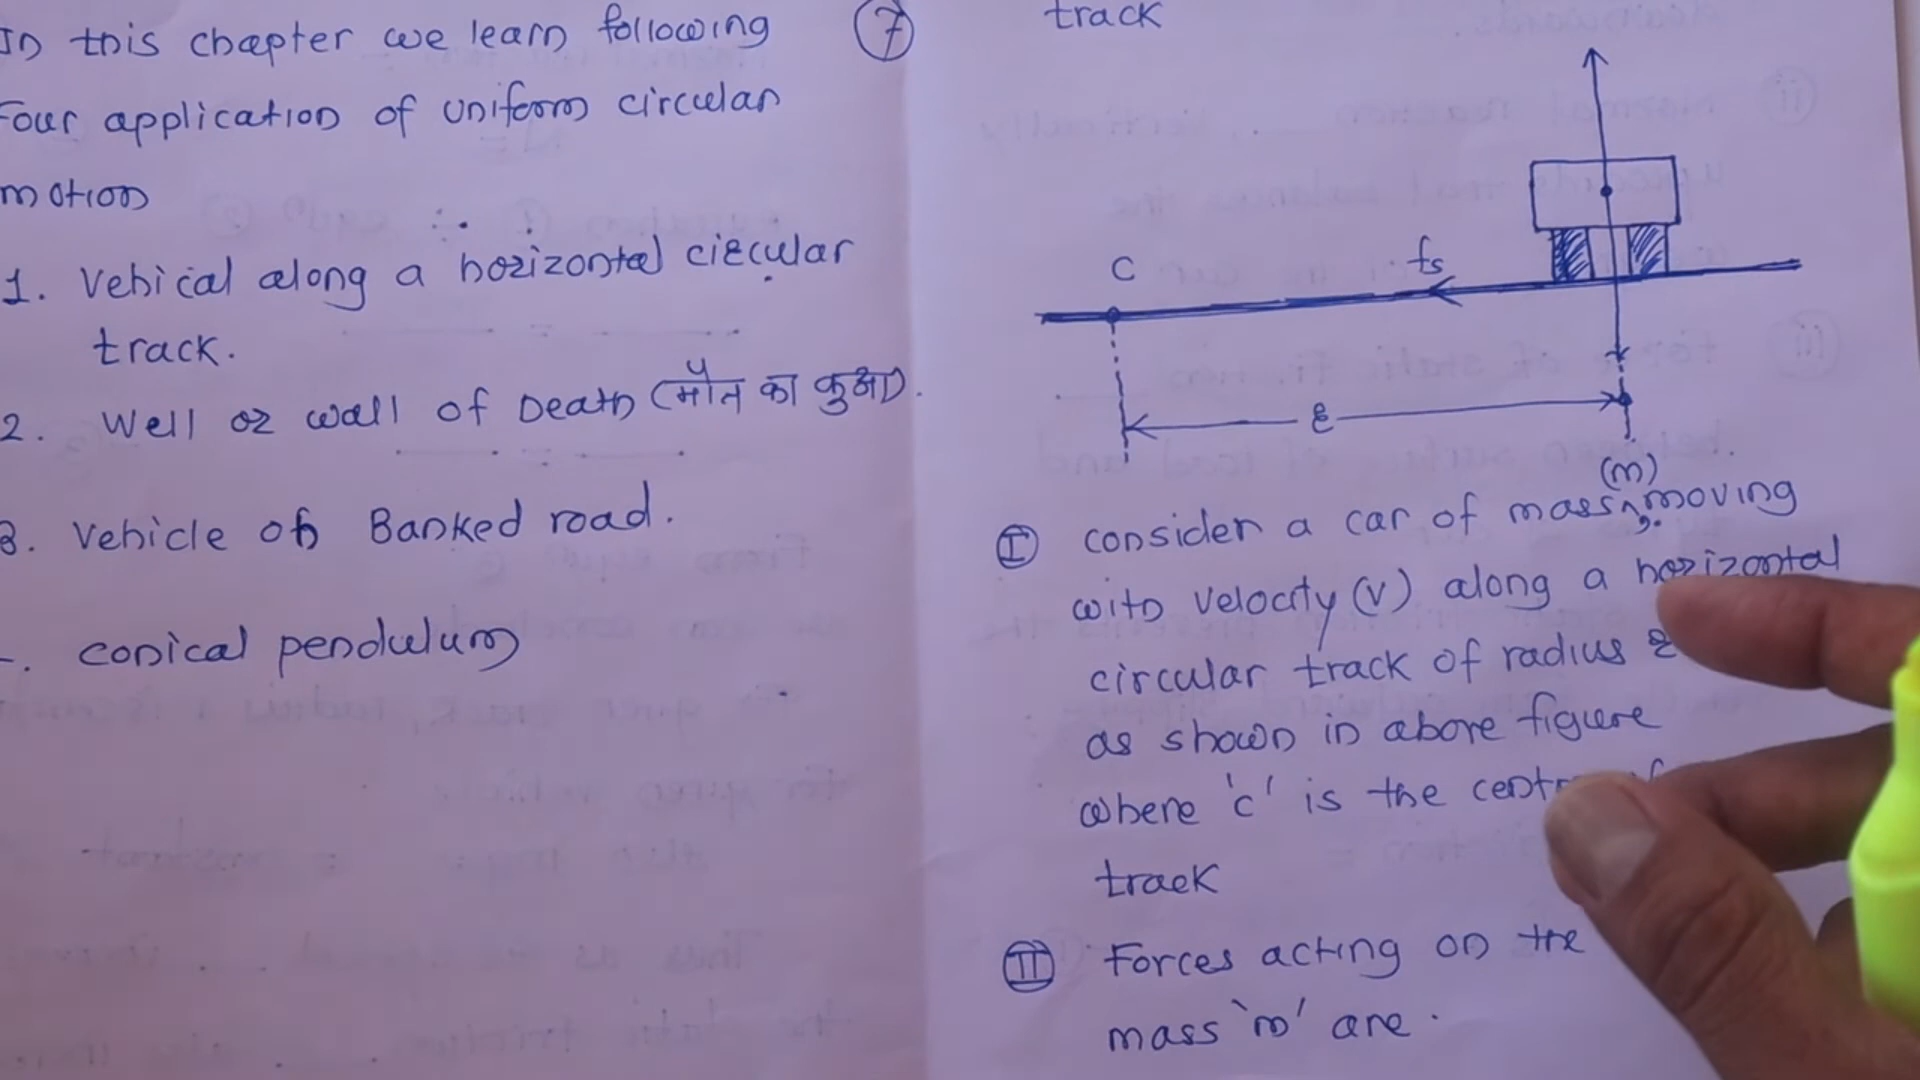 In this chapter we learn following
Four application of uniform circular
motion
1. Vehical along a horizontal circular
track.
2. Well or wall of Death (मौत का कुआ).
3. Vehicle on Banked road.
conical pendulum
7
track
C
fs
r
(m)
I consider a car of mass, moving
with velocity (v) along a horizontal
circular track of radius r
as shown in above figure
where 'c' is the
track
II Forces acting on the
mass 'm' are.